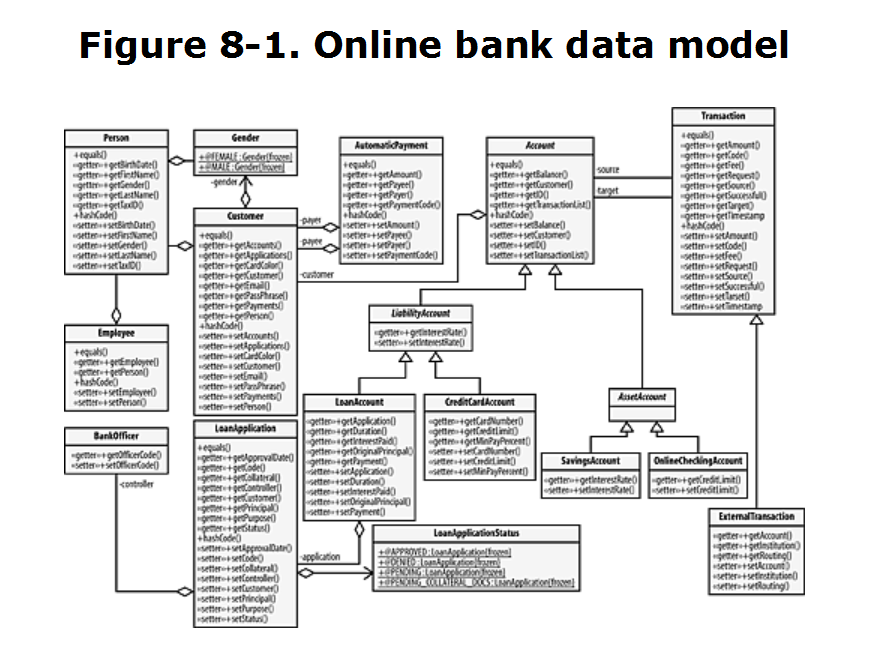 Figure 8-1. Online bank data model
Person
+equals()
«getter»+getBirthDate()
«getter»+getFirstName()
«getter»+getGender()
«getter»+getLastName()
«getter»+getTaxID()
+hashCode()
«setter»+setBirthDate()
«setter»+setFirstName()
«setter»+setGender()
«setter»+setLastName()
«setter»+setTaxID()
Gender
+@FEMALE : Gender{frozen}
+@MALE : Gender{frozen}
-gender
Customer
+equals()
«getter»+getAccounts()
«getter»+getApplications()
«getter»+getCardColor()
«getter»+getCustomer()
«getter»+getEmail()
«getter»+getPassPhrase()
«getter»+getPayments()
«getter»+getPerson()
+hashCode()
«setter»+setAccounts()
«setter»+setApplications()
«setter»+setCardColor()
«setter»+setCustomer()
«setter»+setEmail()
«setter»+setPassPhrase()
«setter»+setPayments()
«setter»+setPerson()
-payer
-payee
-customer
AutomaticPayment
+equals()
«getter»+getAmount()
«getter»+getPayee()
«getter»+getPayer()
«getter»+getPaymentCode()
+hashCode()
«setter»+setAmount()
«setter»+setPayee()
«setter»+setPayer()
«setter»+setPaymentCode()
Account
+equals()
«getter»+getBalance()
«getter»+getCustomer()
«getter»+getID()
«getter»+getTransactionList()
+hashCode()
«setter»+setBalance()
«setter»+setCustomer()
«setter»+setID()
«setter»+setTransactionList()
-source
-target
Transaction
+equals()
«getter»+getAmount()
«getter»+getCode()
«getter»+getFee()
«getter»+getRequest()
«getter»+getSource()
«getter»+getSuccessful()
«getter»+getTarget()
«getter»+getTimestamp
+hashCode()
«setter»+setAmount()
«setter»+setCode()
«setter»+setFee()
«setter»+setRequest()
«setter»+setSource()
«setter»+setSuccessful()
«setter»+setTarset()
«setter»+setTimestamp
Employee
+equals()
«getter»+getEmployee()
«getter»+getPerson()
+hashCode()
«setter»+setEmployee()
«setter»+setPerson()
LiabilityAccount
«getter»+getInterestRate()
«setter»+setInterestRate()
BankOfficer
«getter»+getOfficerCode()
«setter»+setOfficerCode()
-controller
LoanApplication
+equals()
«getter»+getApprovalDate()
«getter»+getCode()
«getter»+getCollateral()
«getter»+getController()
«getter»+getCustomer()
«getter»+getPrincipal()
«getter»+getPurpose()
«getter»+getStatus()
+hashCode()
«setter»+setApprovalDate()
«setter»+setCode()
«setter»+setCollateral()
«setter»+setController()
«setter»+setCustomer()
«setter»+setPrincipal()
«setter»+setPurpose()
«setter»+setStatus()
LoanAccount
«getter»+getApplication()
«getter»+getDuration()
«getter»+getInterestPaid()
«getter»+getOriginalPrincipal()
«getter»+getPayment()
«setter»+setApplication()
«setter»+setDuration()
«setter»+setInterestPaid()
«setter»+setOriginalPrincipal()
«setter»+setPayment()
CreditCardAccount
«getter»+getCardNumber()
«getter»+getCreditLimit()
«getter»+getMinPayPercent()
«setter»+setCardNumber()
«setter»+setCreditLimit()
«setter»+setMinPayPercent()
AssetAccount
SavingsAccount
«getter»+getInterestRate()
«setter»+setInterestRate()
OnlineCheckingAccount
«getter»+getCreditLimit()
«setter»+setCreditLimit()
-application
LoanApplicationStatus
+@APPROVED : LoanApplication{frozen}
+@DENIED : LoanApplication{frozen}
+@PENDING : LoanApplication{frozen}
+@PENDING_COLLATERAL_DOCS : LoanApplication{frozen}
ExternalTransaction
«getter»+getAccount()
«getter»+getInstitution()
«getter»+getRouting()
«setter»+setAccount()
«setter»+setInstitution()
«setter»+setRouting()